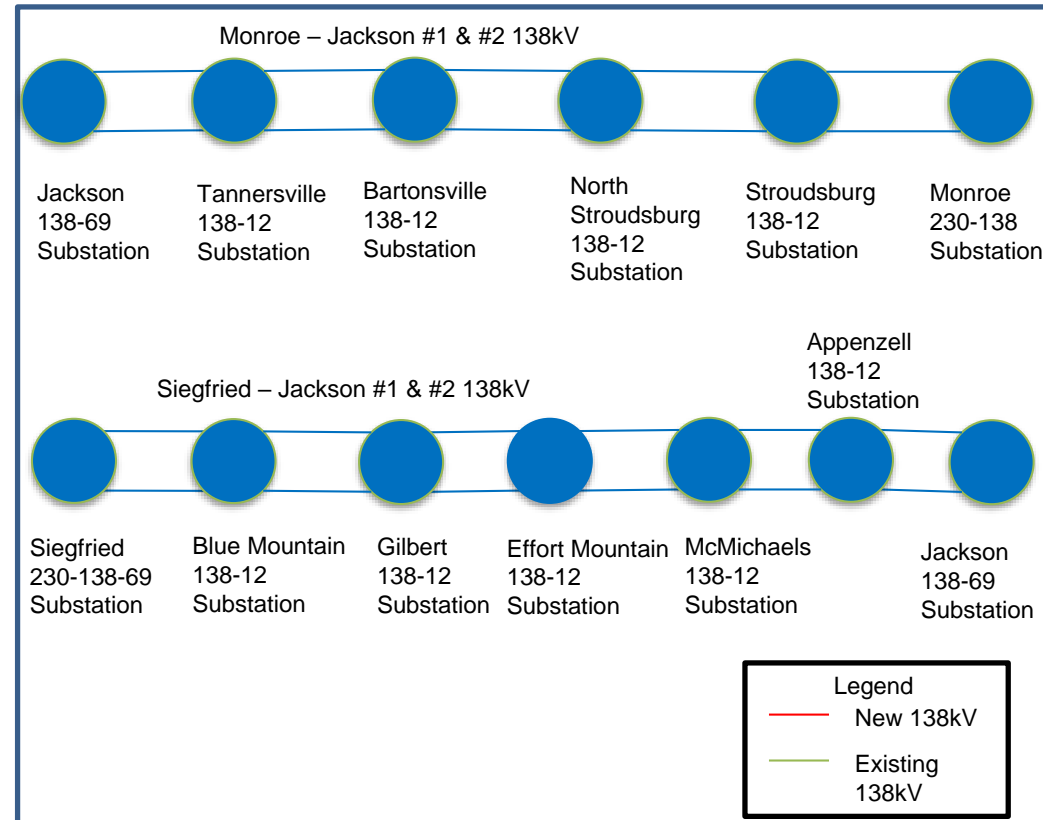 Monroe – Jackson #1 & #2 138kV
Jackson
138-69
Substation
Tannersville
138-12
Substation
Bartonsville
138-12
Substation
North
Stroudsburg
138-12
Substation
Stroudsburg
138-12
Substation
Monroe
230-138
Substation
Siegfried – Jackson #1 & #2 138kV
Appenzell
138-12
Substation
Siegfried
230-138-69
Substation
Blue Mountain
138-12
Substation
Gilbert
138-12
Substation
Effort Mountain
138-12
Substation
McMichaels
138-12
Substation
Jackson
138-69
Substation
Legend
New 138kV
Existing
138kV